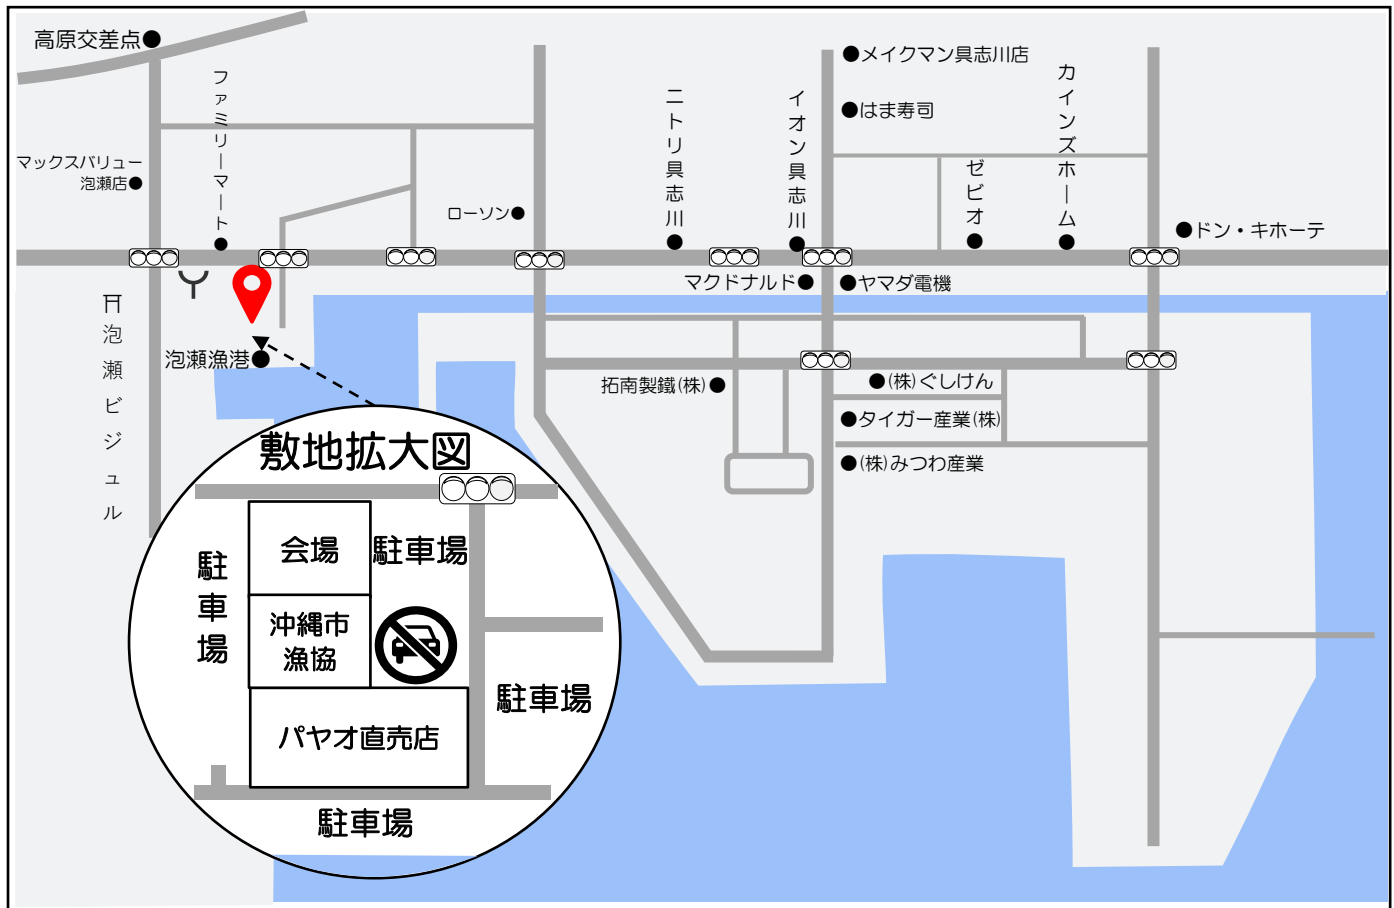 高原交差点
ファミリーマート
マックスバリュー
泡瀬店
ローソン
ニトリ具志川
イオン具志川
メイクマン具志川店
はま寿司
ゼビオ
カインズホーム
ドン・キホーテ
マクドナルド
ヤマダ電機
泡瀬ビジュル
泡瀬漁港
拓南製鐵(株)
(株)ぐしけん
タイガー産業(株)
(株)みつわ産業
敷地拡大図
駐車場
会場
駐車場
沖縄市
漁協
駐車場
パヤオ直売店
駐車場